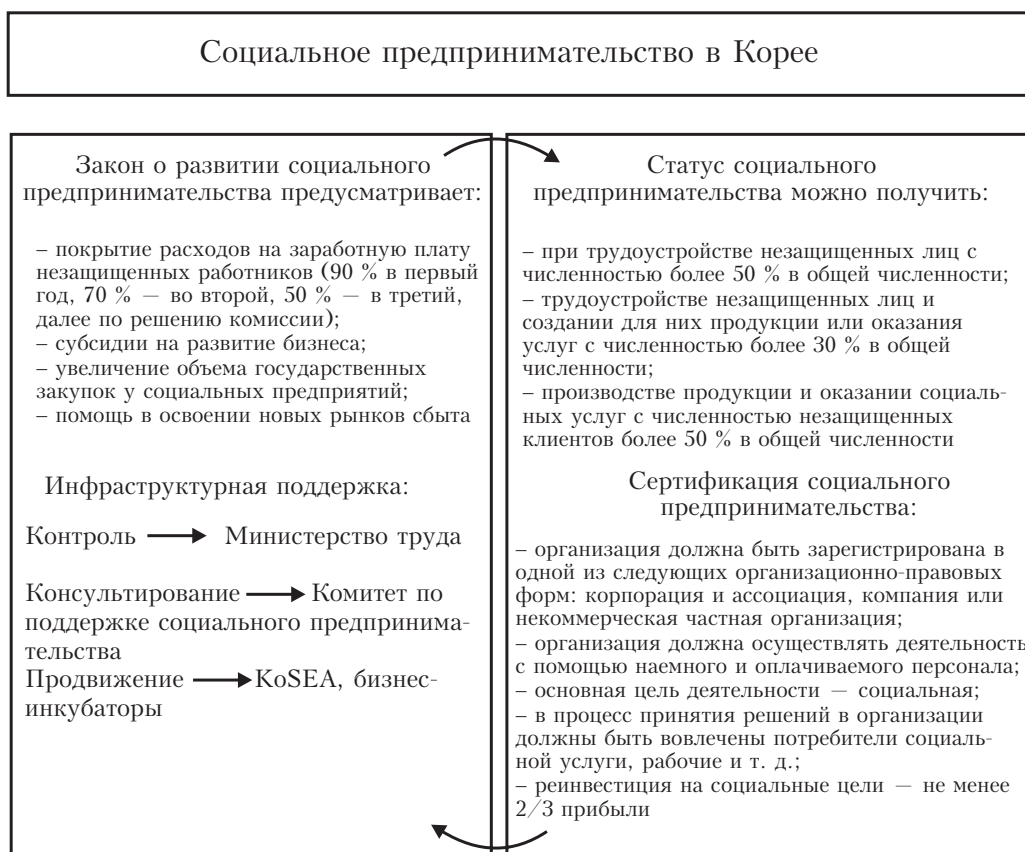 Социальное предпринимательство в Корее
Закон о развитии социального
предпринимательства предусматривает:
– покрытие расходов на заработную плату
незащищенных работников (90 % в первый
год, 70 % — во второй, 50 % — в третий,
далее по решению комиссии);
– субсидии на развитие бизнеса;
– увеличение объема государственных
закупок у социальных предприятий;
– помощь в освоении новых рынков сбыта
Инфраструктурная поддержка:
Контроль → Министерство труда
Консультирование → Комитет по
поддержке социального предпринима-
тельства
Продвижение → KoSEA, бизнес-
инкубаторы
Статус социального
предпринимательства можно получить:
– при трудоустройстве незащищенных лиц с
численностью более 50 % в общей численности;
– трудоустройстве незащищенных лиц и
создании для них продукции или оказания
услуг с численностью более 30 % в общей
численности;
– производстве продукции и оказании социаль-
ных услуг с численностью незащищенных
клиентов более 50 % в общей численности
Сертификация социального
предпринимательства:
– организация должна быть зарегистрирована в
одной из следующих организационно-правовых
форм: корпорация и ассоциация, компания или
некоммерческая частная организация;
– организация должна осуществлять деятельность
с помощью наемного и оплачиваемого персонала;
– основная цель деятельности — социальная;
– в процесс принятия решений в организации
должны быть вовлечены потребители социаль-
ной услуги, рабочие и т. д.;
– реинвестиция на социальные цели — не менее
2/3 прибыли